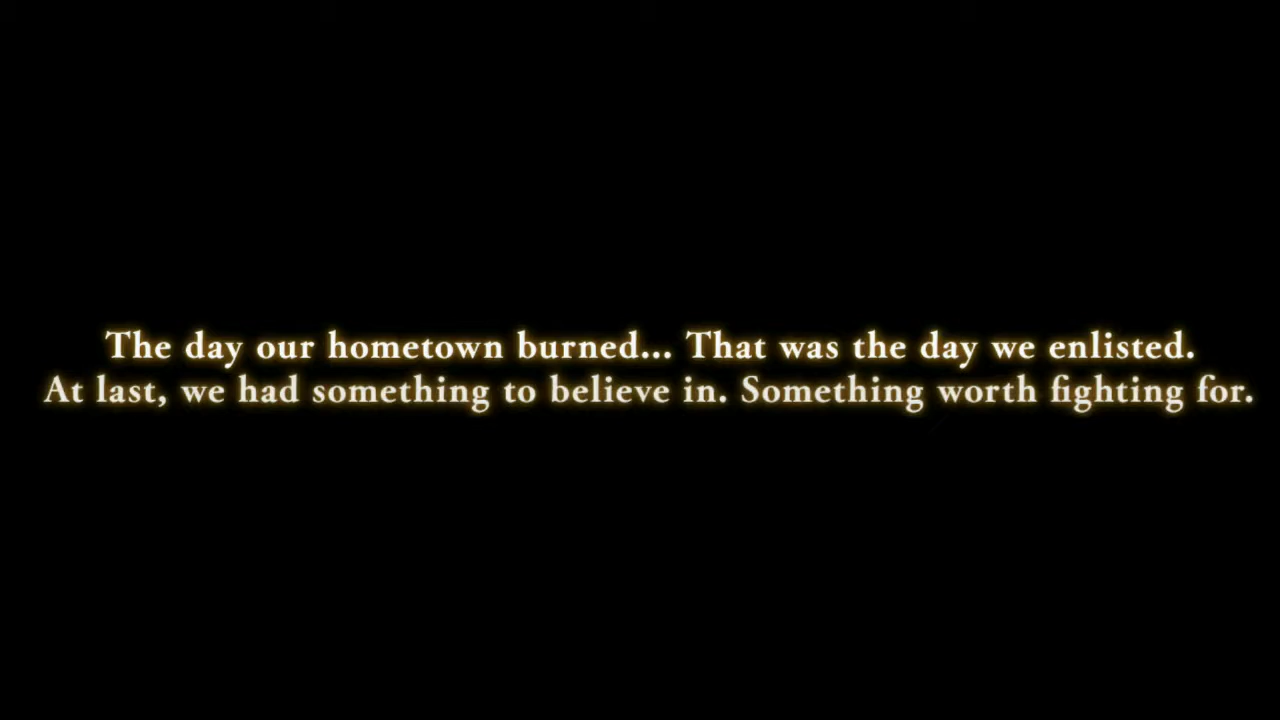 The day our hometown burned... That was the day we enlisted.
At last, we had something to believe in. Something worth fighting for.